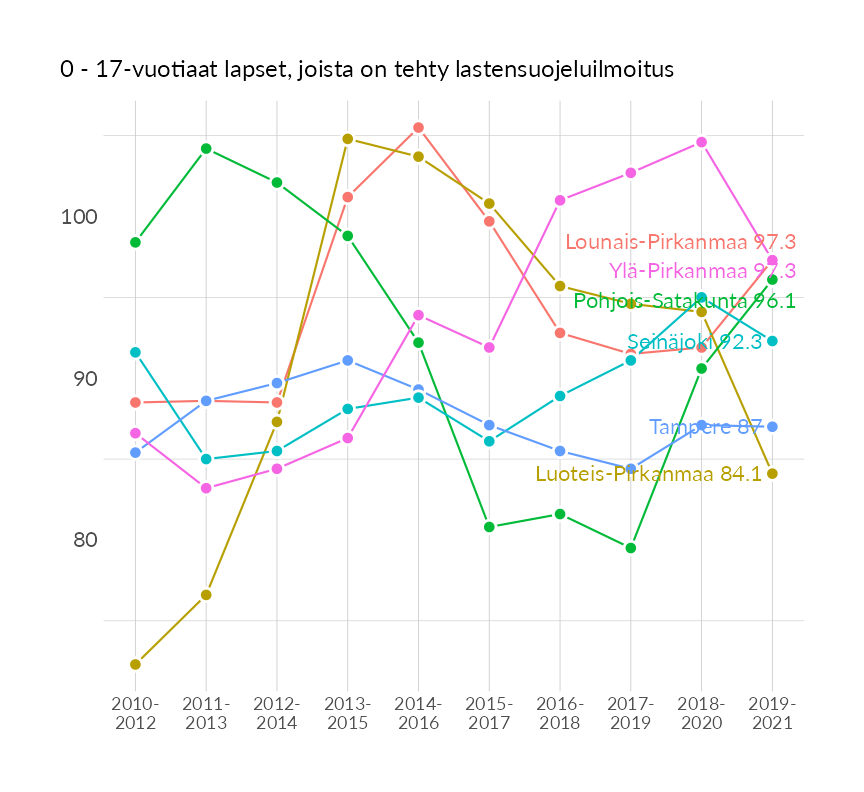 0 - 17-vuotiaat lapset, joista on tehty lastensuojeluilmoitus
100
90
80
Lounais-Pirkanmaa 97.3
Ylä-Pirkanmaa 97.3
Pohjois-Satakunta 96.1
Seinäjoki 92.3
Tampere 87
Luoteis-Pirkanmaa 84.1
2010- 2011- 2012- 2013- 2014- 2015- 2016- 2017- 2018- 2019-
2012 2013 2014 2015 2016 2017 2018 2019 2020 2021